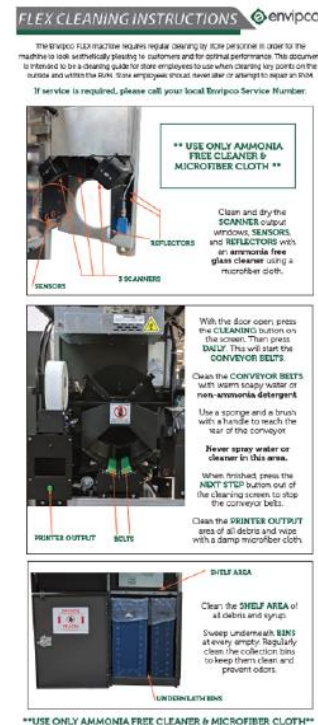 FLEX CLEANING INSTRUCTIONS
envipco
The Envipco FLEX machine requires regular cleaning by store personnel in order for the
machine to look aesthetically pleasing to customers and for optimal performance. This document
is intended to be a cleaning guide for store employees to use when cleaning key points on the
outside and within the RVM. Store employees should never alter or attempt to repair an RVM.
If service is required, please call your local Envipco Service Number.
** USE ONLY AMMONIA
FREE CLEANER &
MICROFIBER CLOTH **
Clean and dry the
SCANNER output
windows, SENSORS,
and REFLECTORS with
an ammonia free
glass cleaner using a
microfiber cloth.
REFLECTORS
3 SCANNERS
SENSORS
With the door open, press
the CLEANING button on
the screen. Then press
DAILY. This will start the
CONVEYOR BELTS.
Clean the CONVEYOR BELTS
with warm soapy water or
non-ammonia detergent
Use a sponge and a brush
with a handle to reach the
rear of the conveyor.
Never spray water or
cleaner in this area.
When finished, press the
NEXT STEP button out of
the cleaning screen to stop
the conveyor belts.
Clean the PRINTER OUTPUT
area of all debris and wipe
with a damp microfiber cloth.
PRINTER OUTPUT
BELTS
SHELF AREA
Clean the SHELF AREA of
all debris and syrup.
Sweep underneath BINS
at every empty. Regularly
clean the collection bins
to keep them clean and
prevent odors.
UNDERNEATH BINS
**USE ONLY AMMONIA FREE CLEANER & MICROFIBER CLOTH**